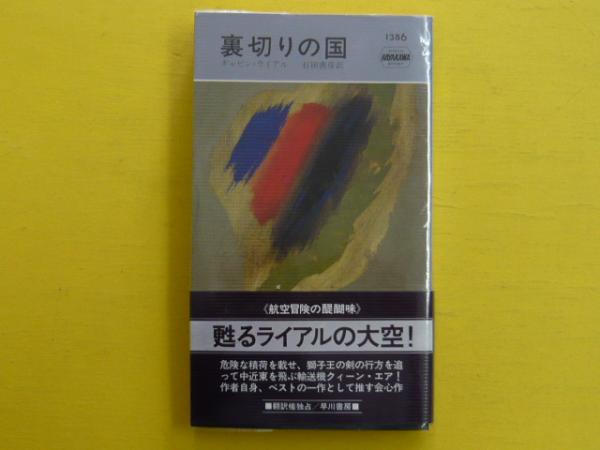 裏切りの国
1386
ギャビン・ライアル 石田善彦訳
HAYAKAWA
《航空冒険の醍醐味》
甦るライアルの大空!
危険な積荷を載せ、獅子王の剣の行方を追
って中近東を飛ぶ輸送機クィーン・エア!
作者自身、ベストの一作として推す会心作
■翻訳権独占/早川書房■